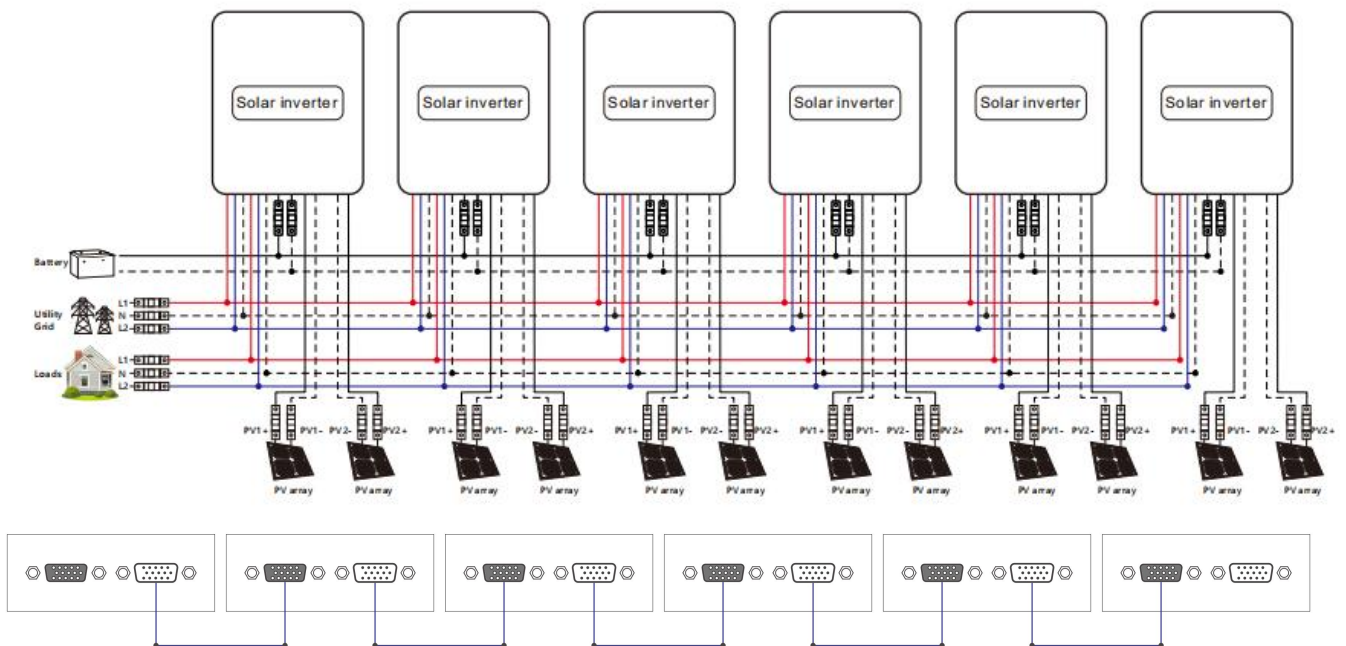 Solar inverter Solar inverter Solar inverter Solar inverter Solar inverter Solar inverter
Battery
L1
Utility N
Grid L2
L1
Loads N
L2
PV1+ PV1- PV2- PV2+ PV1+ PV1- PV2- PV2+ PV1+ PV1- PV2- PV2+ PV1+ PV1- PV2- PV2+ PV1+ PV1- PV2- PV2+ PV1+ PV1- PV2- PV2+
PV array PV array PV array PV array PV array PV array PV array PV array PV array PV array PV array PV array